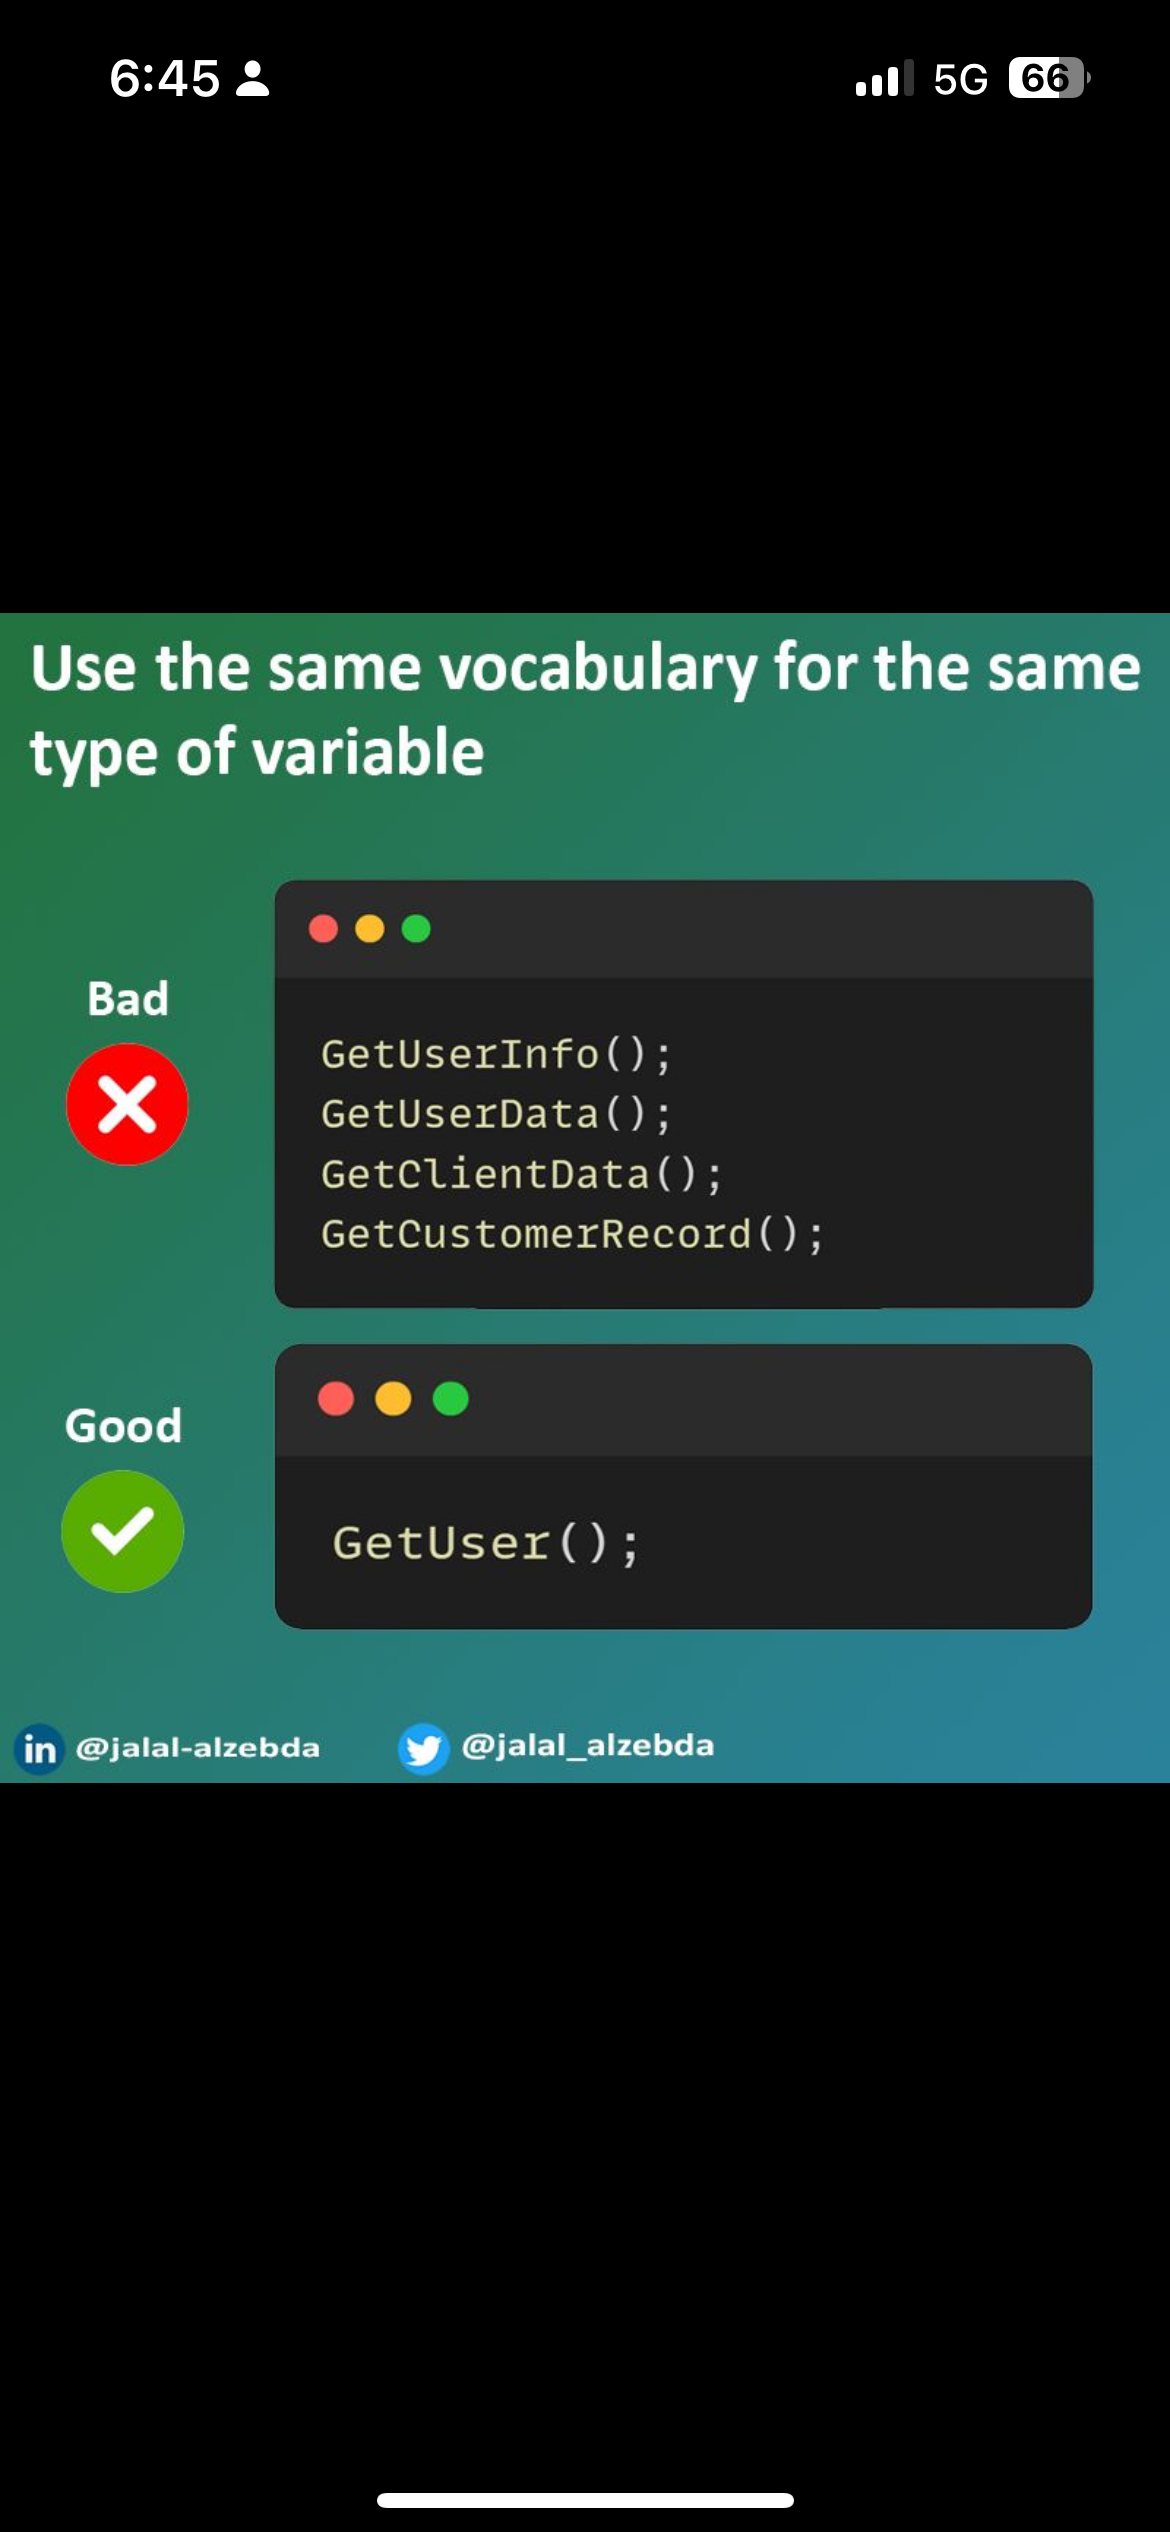 6:45
5G
66
Use the same vocabulary for the same
type of variable
Bad
GetUserInfo();
GetUserData();
GetClientData();
GetCustomerRecord();
Good
GetUser();
in @jalal-alzebda
@jalal_alzebda